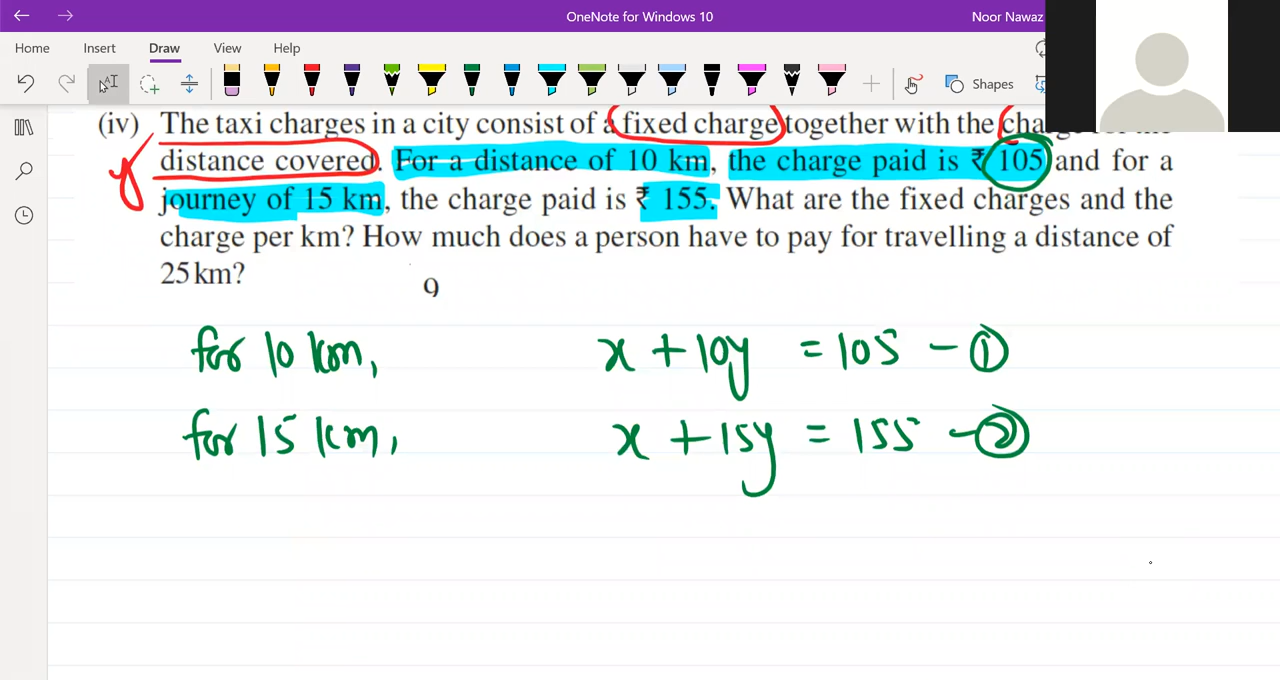 OneNote for Windows 10
Noor Nawaz
Home Insert Draw View Help
Shapes
(iv) The taxi charges in a city consist of a fixed charge together with the
distance covered. For a distance of 10 km, the charge paid is ₹ 105 and for a
journey of 15 km, the charge paid is ₹ 155. What are the fixed charges and the
charge per km? How much does a person have to pay for travelling a distance of
25 km?
9
y
for 10 km, x + 10y = 105 - ①
for 15 km, x + 15y = 155 - ②